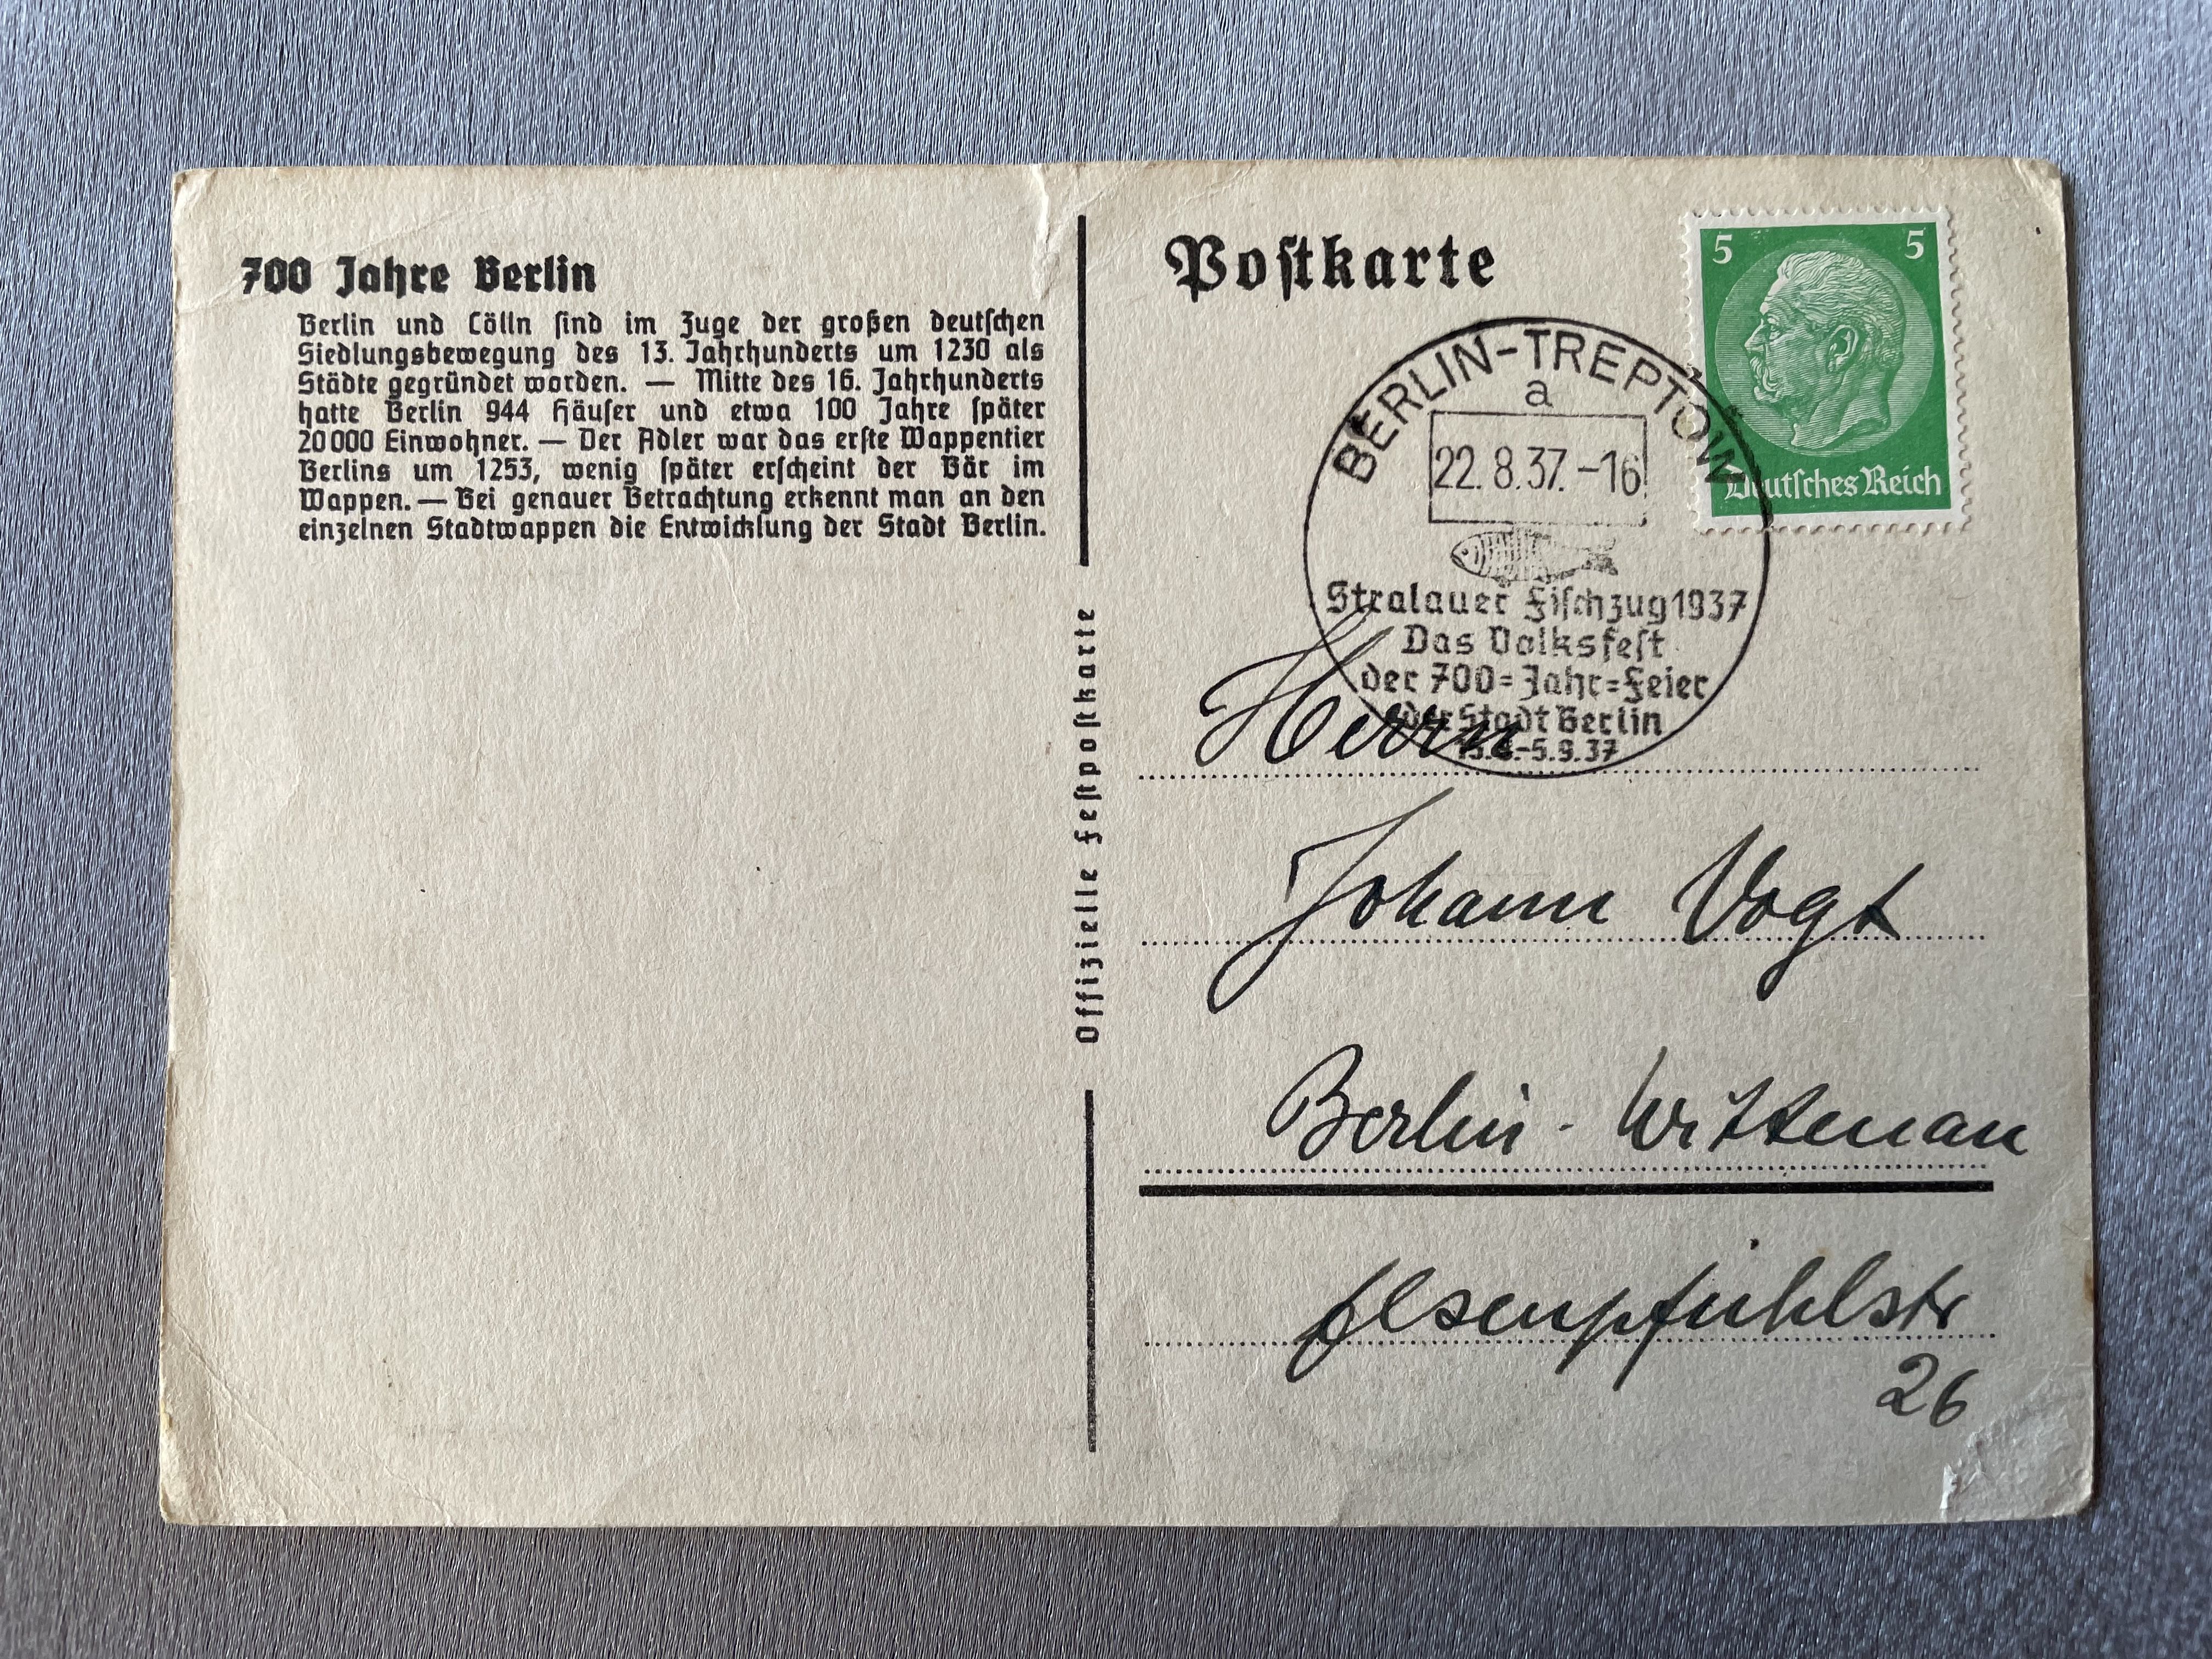 700 Jahre Berlin
Berlin und Cölln sind im Zuge der großen deutschen
Siedlungsbewegung des 13. Jahrhunderts um 1230 als
Städte gegründet worden. — Mitte des 16. Jahrhunderts
hatte Berlin 944 Häuser und etwa 100 Jahre später
20000 Einwohner. — Der Adler war das erste Wappentier
Berlins um 1253, wenig später erscheint der Bär im
Wappen. — Bei genauer Betrachtung erkennt man an den
einzelnen Stadtwappen die Entwicklung der Stadt Berlin.
Offizielle Festpostkarte
Postkarte
5 5
Deutsches Reich
BERLIN-TREPTOW
a
22.8.37.-16
Stralauer Fischzug 1937
Das Volksfest
der 700=Jahr=Feier
der Stadt Berlin
-5.9.37
Herrn
Johann Vogt
Berlin - Wittenau
Olsenpfuhlstr
26